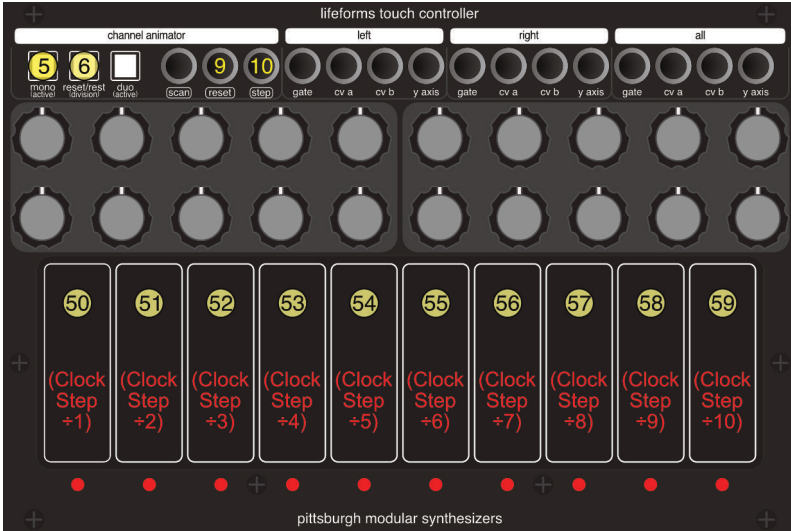 lifeforms touch controller
channel animator left right all
5 6 9 10
mono reset/rest duo scan reset step gate cv a cv b y axis gate cv a cv b y axis gate cv a cv b y axis
(active) (division) (active)
50 51 52 53 54 55 56 57 58 59
(Clock (Clock (Clock (Clock (Clock (Clock (Clock (Clock (Clock (Clock
Step Step Step Step Step Step Step Step Step Step
÷1) ÷2) ÷3) ÷4) ÷5) ÷6) ÷7) ÷8) ÷9) ÷10)
pittsburgh modular synthesizers